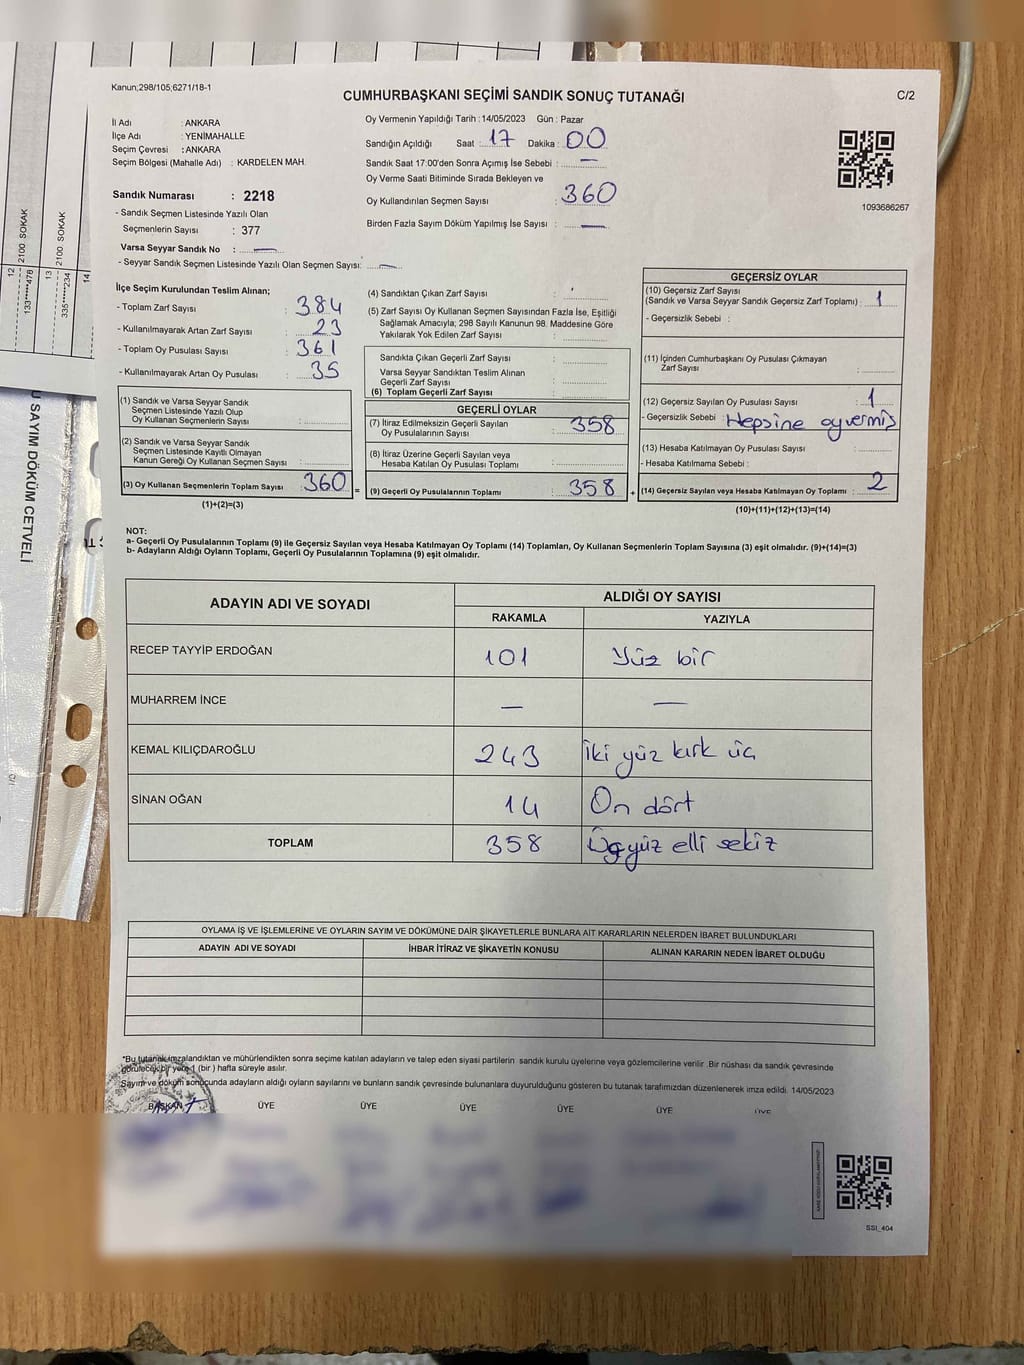 Kanun;298/105;6271/18-1
CUMHURBAŞKANI SEÇİMİ SANDIK SONUÇ TUTANAĞI
C/2
İl Adı : ANKARA
İlçe Adı : YENİMAHALLE
Seçim Çevresi : ANKARA
Seçim Bölgesi (Mahalle Adı) : KARDELEN MAH.
Sandık Numarası : 2218
- Sandık Seçmen Listesinde Yazılı Olan
Seçmenlerin Sayısı : 377
Varsa Seyyar Sandık No : —
- Seyyar Sandık Seçmen Listesinde Yazılı Olan Seçmen Sayısı: —
Oy Vermenin Yapıldığı Tarih : 14/05/2023 Gün : Pazar
Sandığın Açıldığı Saat : 17 Dakika : 00
Sandık Saat 17:00'den Sonra Açımış İse Sebebi : —
Oy Verme Saati Bitiminde Sırada Bekleyen ve
Oy Kullandırılan Seçmen Sayısı : 360
Birden Fazla Sayım Döküm Yapılmış İse Sayısı : —
1093686267
İlçe Seçim Kurulundan Teslim Alınan;
- Toplam Zarf Sayısı : 384
- Kullanılmayarak Artan Zarf Sayısı : 23
- Toplam Oy Pusulası Sayısı : 361
- Kullanılmayarak Artan Oy Pusulası : 35
(4) Sandıktan Çıkan Zarf Sayısı :
(5) Zarf Sayısı Oy Kullanan Seçmen Sayısından Fazla İse, Eşitliği
Sağlamak Amacıyla; 298 Sayılı Kanunun 98. Maddesine Göre
Yakılarak Yok Edilen Zarf Sayısı :
Sandıkta Çıkan Geçerli Zarf Sayısı :
Varsa Seyyar Sandıktan Teslim Alınan
Geçerli Zarf Sayısı :
(6) Toplam Geçerli Zarf Sayısı :
GEÇERSİZ OYLAR
(10) Geçersiz Zarf Sayısı
(Sandık ve Varsa Seyyar Sandık Geçersiz Zarf Toplamı) : 1
- Geçersizlik Sebebi :
(11) İçinden Cumhurbaşkanı Oy Pusulası Çıkmayan
Zarf Sayısı :
(12) Geçersiz Sayılan Oy Pusulası Sayısı : 1
- Geçersizlik Sebebi : Hepsine oy vermiş
(13) Hesaba Katılmayan Oy Pusulası Sayısı :
- Hesaba Katılmama Sebebi :
(14) Geçersiz Sayılan veya Hesaba Katılmayan Oy Toplamı : 2
(10)+(11)+(12)+(13)=(14)
(1) Sandık ve Varsa Seyyar Sandık
Seçmen Listesinde Yazılı Olup
Oy Kullanan Seçmenlerin Sayısı :
(2) Sandık ve Varsa Seyyar Sandık
Seçmen Listesinde Kayıtlı Olmayan
Kanun Gereği Oy Kullanan Seçmen Sayısı :
(3) Oy Kullanan Seçmenlerin Toplam Sayısı : 360 =
(1)+(2)=(3)
GEÇERLİ OYLAR
(7) İtiraz Edilmeksizin Geçerli Sayılan
Oy Pusulalarının Sayısı : 358
(8) İtiraz Üzerine Geçerli Sayılan veya
Hesaba Katılan Oy Pusulası Toplamı :
(9) Geçerli Oy Pusulalarının Toplamı : 358 +
NOT:
a- Geçerli Oy Pusulalarının Toplamı (9) ile Geçersiz Sayılan veya Hesaba Katılmayan Oy Toplamı (14) Toplamları, Oy Kullanan Seçmenlerin Toplam Sayısına (3) eşit olmalıdır. (9)+(14)=(3)
b- Adayların Aldığı Oyların Toplamı, Geçerli Oy Pusulalarının Toplamına (9) eşit olmalıdır.
ADAYIN ADI VE SOYADI
ALDIĞI OY SAYISI
RAKAMLA YAZIYLA
RECEP TAYYİP ERDOĞAN 101 Yüz bir
MUHARREM İNCE — —
KEMAL KILIÇDAROĞLU 243 İki yüz kırk üç
SİNAN OĞAN 14 On dört
TOPLAM 358 Üçyüz elli sekiz
OYLAMA İŞ VE İŞLEMLERİNE VE OYLARIN SAYIM VE DÖKÜMÜNE DAİR ŞİKAYETLERLE BUNLARA AİT KARARLARIN NELERDEN İBARET BULUNDUKLARI
ADAYIN ADI VE SOYADI İHBAR İTİRAZ VE ŞİKAYETİN KONUSU ALINAN KARARIN NEDEN İBARET OLDUĞU
*Bu tutanak imzalandıktan ve mühürlendikten sonra seçime katılan adayların ve talep eden siyasi partilerin sandık kurulu üyelerine veya gözlemcilerine verilir .Bir nüshası da sandık çevresinde
görülecek bir yere 1 (bir ) hafta süreyle asılır.
Sayım ve döküm sonucunda adayların aldığı oyların sayılarını ve bunların sandık çevresinde bulunanlara duyurulduğunu gösteren bu tutanak tarafımızdan düzenlenerek imza edildi. 14/05/2023
BAŞKAN ÜYE ÜYE ÜYE ÜYE ÜYE ÜYE
SSI_404
12
133*****478
2100 SOKAK
13
335*****234
2100 SOKAK
14
U SAYIM DÖKÜM CETVELİ